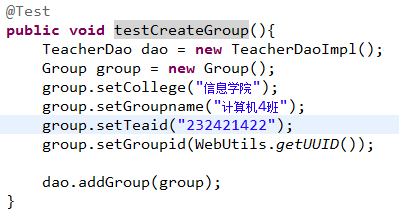 @Test
public void testCreateGroup(){
TeacherDao dao = new TeacherDaoImpl();
Group group = new Group();
group.setCollege("信息学院");
group.setGroupname("计算机4班");
group.setTeaid("232421422");
group.setGroupid(WebUtils.getUUID());
dao.addGroup(group);
}